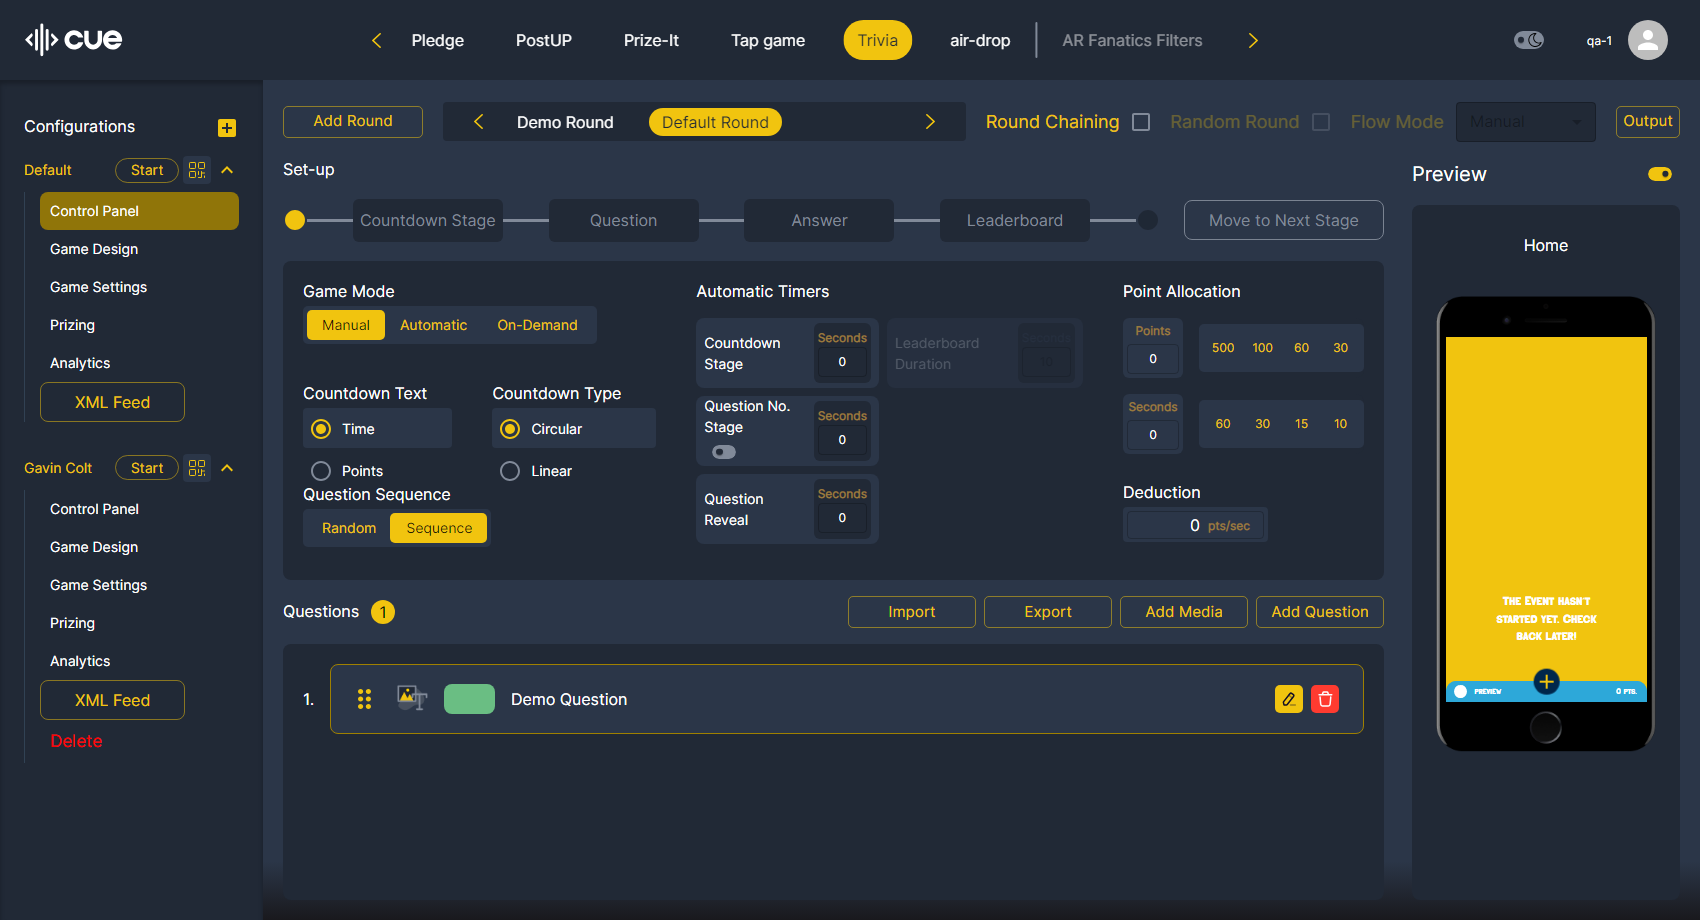 cue
Pledge
PostUP
Prize-It
Tap game
Trivia
air-drop
AR Fanatics Filters
qa-1
Configurations
Default
Start
Control Panel
Game Design
Game Settings
Prizing
Analytics
XML Feed
Gavin Colt
Start
Control Panel
Game Design
Game Settings
Prizing
Analytics
XML Feed
Delete
Add Round
Demo Round
Default Round
Round Chaining
Random Round
Flow Mode
Manual
Output
Set-up
Countdown Stage
Question
Answer
Leaderboard
Move to Next Stage
Game Mode
Manual
Automatic
On-Demand
Countdown Text
Time
Points
Countdown Type
Circular
Linear
Question Sequence
Random
Sequence
Automatic Timers
Countdown
Stage
Seconds
0
Leaderboard
Duration
Seconds
10
Question No.
Stage
Seconds
0
Question
Reveal
Seconds
0
Point Allocation
Points
0
500
100
60
30
Seconds
0
60
30
15
10
Deduction
0 pts/sec
Questions 1
Import
Export
Add Media
Add Question
1.
Demo Question
Preview
Home
The Event hasn't
started yet. Check
back later!
PREVIEW
0 PTS.